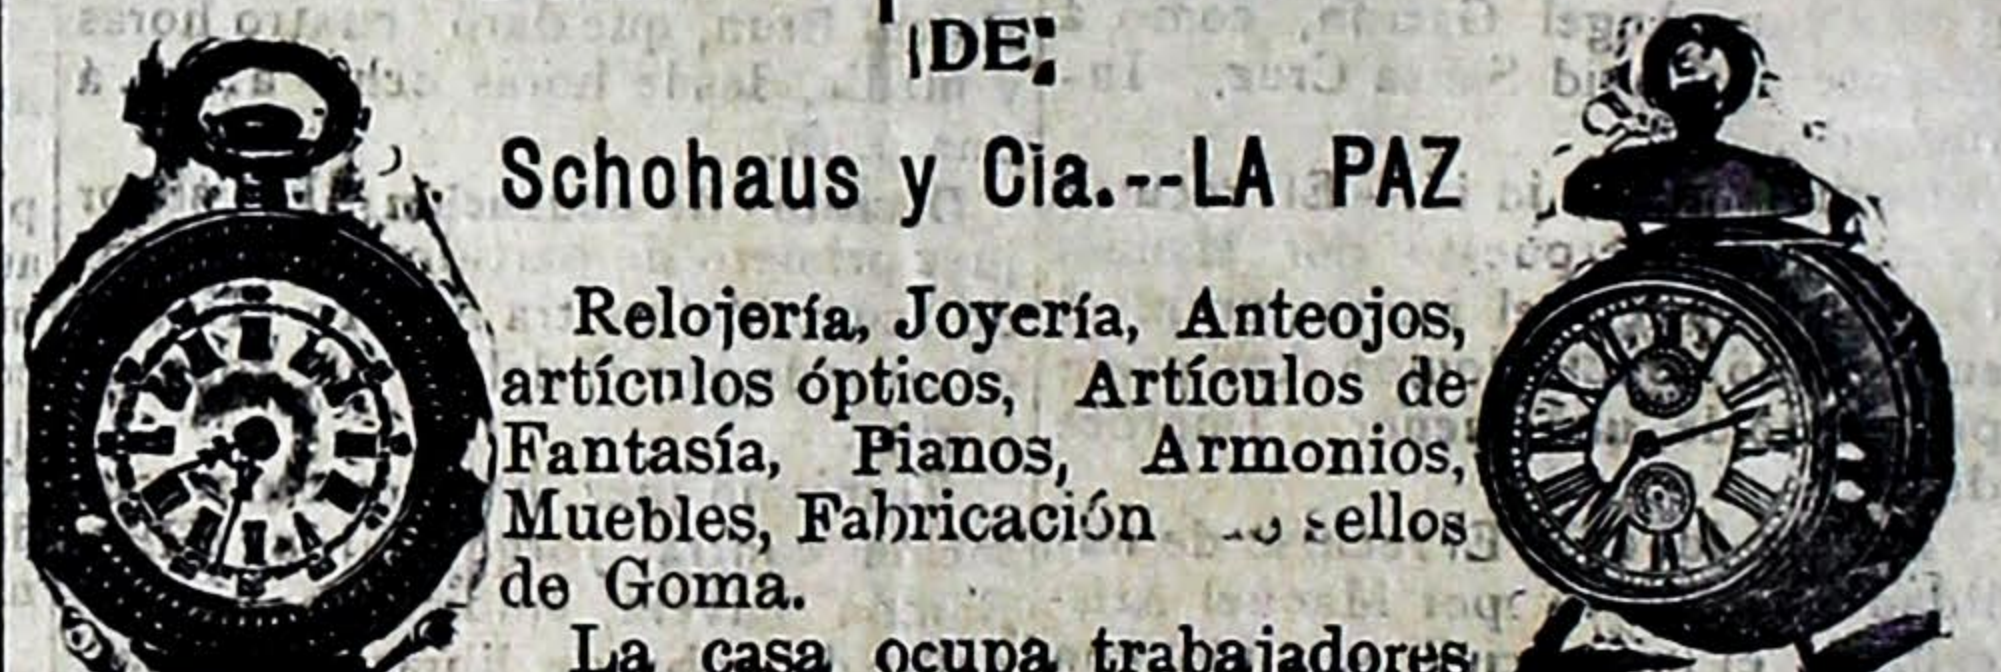 DE
Schohaus y Cia.--LA PAZ
Relojería, Joyería, Anteojos,
artículos ópticos, Artículos de
Fantasía, Pianos, Armonios,
Muebles, Fabricación sellos
de Goma.
La casa ocupa trabajadores